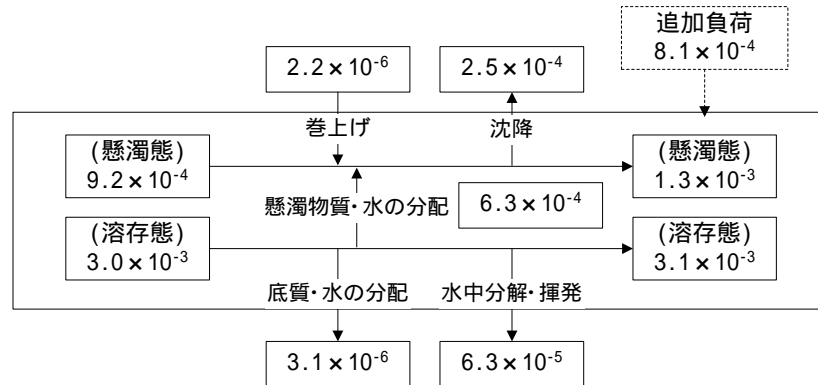 追加負荷
8.1×10⁻⁴
2.2×10⁻⁶
2.5×10⁻⁴
巻上げ
沈降
(懸濁態)
9.2×10⁻⁴
(懸濁態)
1.3×10⁻³
懸濁物質・水の分配
6.3×10⁻⁴
(溶存態)
3.0×10⁻³
(溶存態)
3.1×10⁻³
底質・水の分配
水中分解・揮発
3.1×10⁻⁶
6.3×10⁻⁵